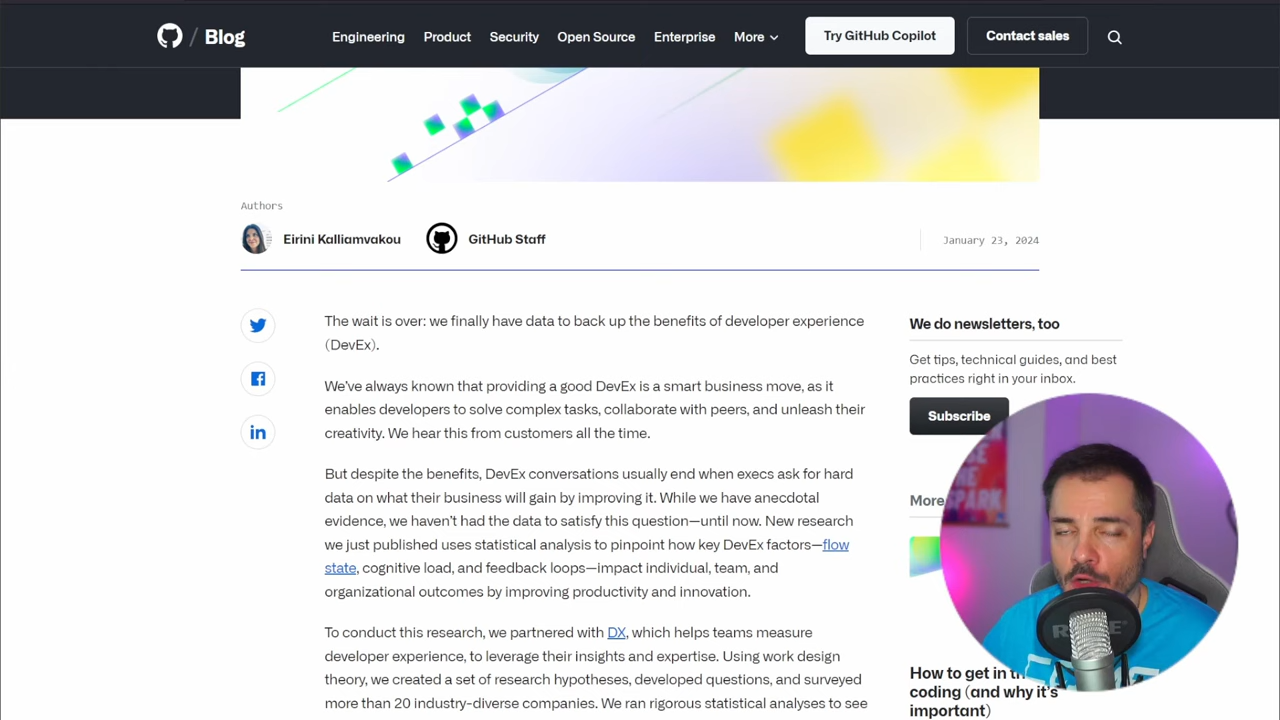 / Blog
Engineering Product Security Open Source Enterprise More Try GitHub Copilot Contact sales
Authors
Eirini Kalliamvakou GitHub Staff January 23, 2024
The wait is over: we finally have data to back up the benefits of developer experience
(DevEx).
We've always known that providing a good DevEx is a smart business move, as it
enables developers to solve complex tasks, collaborate with peers, and unleash their
creativity. We hear this from customers all the time.
But despite the benefits, DevEx conversations usually end when execs ask for hard
data on what their business will gain by improving it. While we have anecdotal
evidence, we haven't had the data to satisfy this question—until now. New research
we just published uses statistical analysis to pinpoint how key DevEx factors—flow
state, cognitive load, and feedback loops—impact individual, team, and
organizational outcomes by improving productivity and innovation.
To conduct this research, we partnered with DX, which helps teams measure
developer experience, to leverage their insights and expertise. Using work design
theory, we created a set of research hypotheses, developed questions, and surveyed
more than 20 industry-diverse companies. We ran rigorous statistical analyses to see
We do newsletters, too
Get tips, technical guides, and best
practices right in your inbox.
Subscribe
More
THE
SPARK
How to get in
coding (and why it's
important)